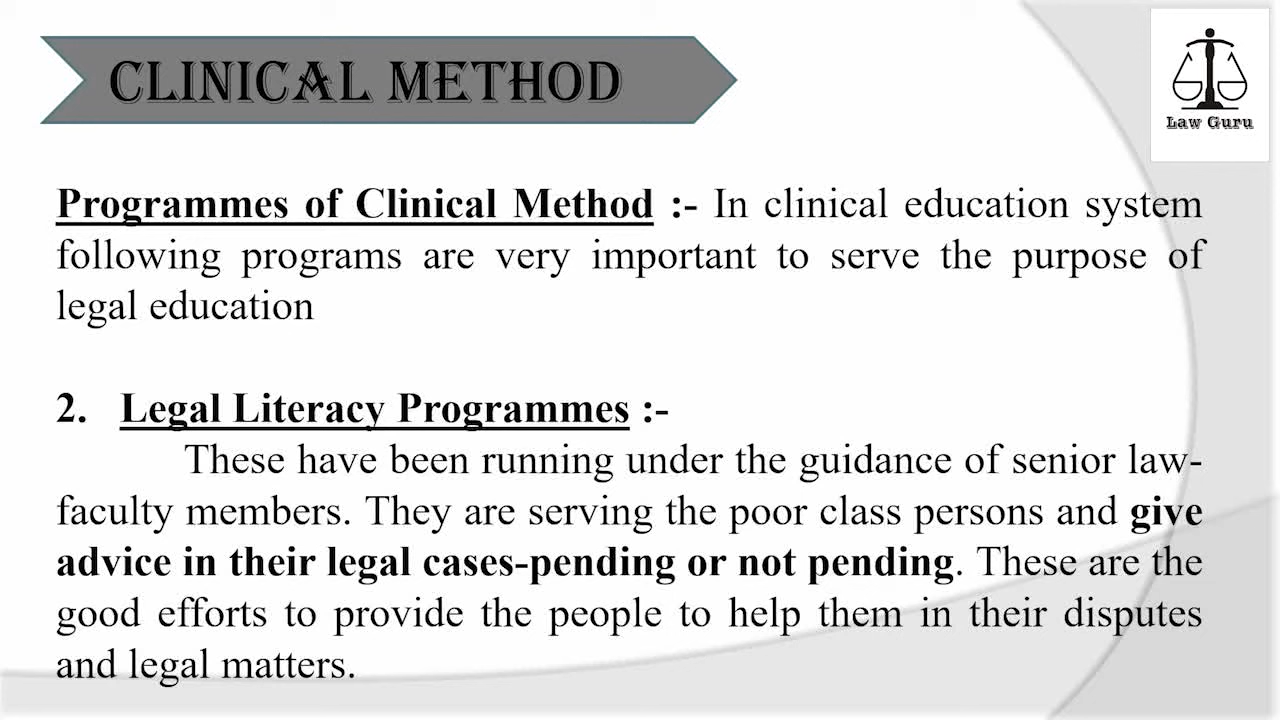 CLINICAL METHOD
Law Guru
Programmes of Clinical Method :- In clinical education system
following programs are very important to serve the purpose of
legal education
2. Legal Literacy Programmes :-
These have been running under the guidance of senior law-
faculty members. They are serving the poor class persons and give
advice in their legal cases-pending or not pending. These are the
good efforts to provide the people to help them in their disputes
and legal matters.